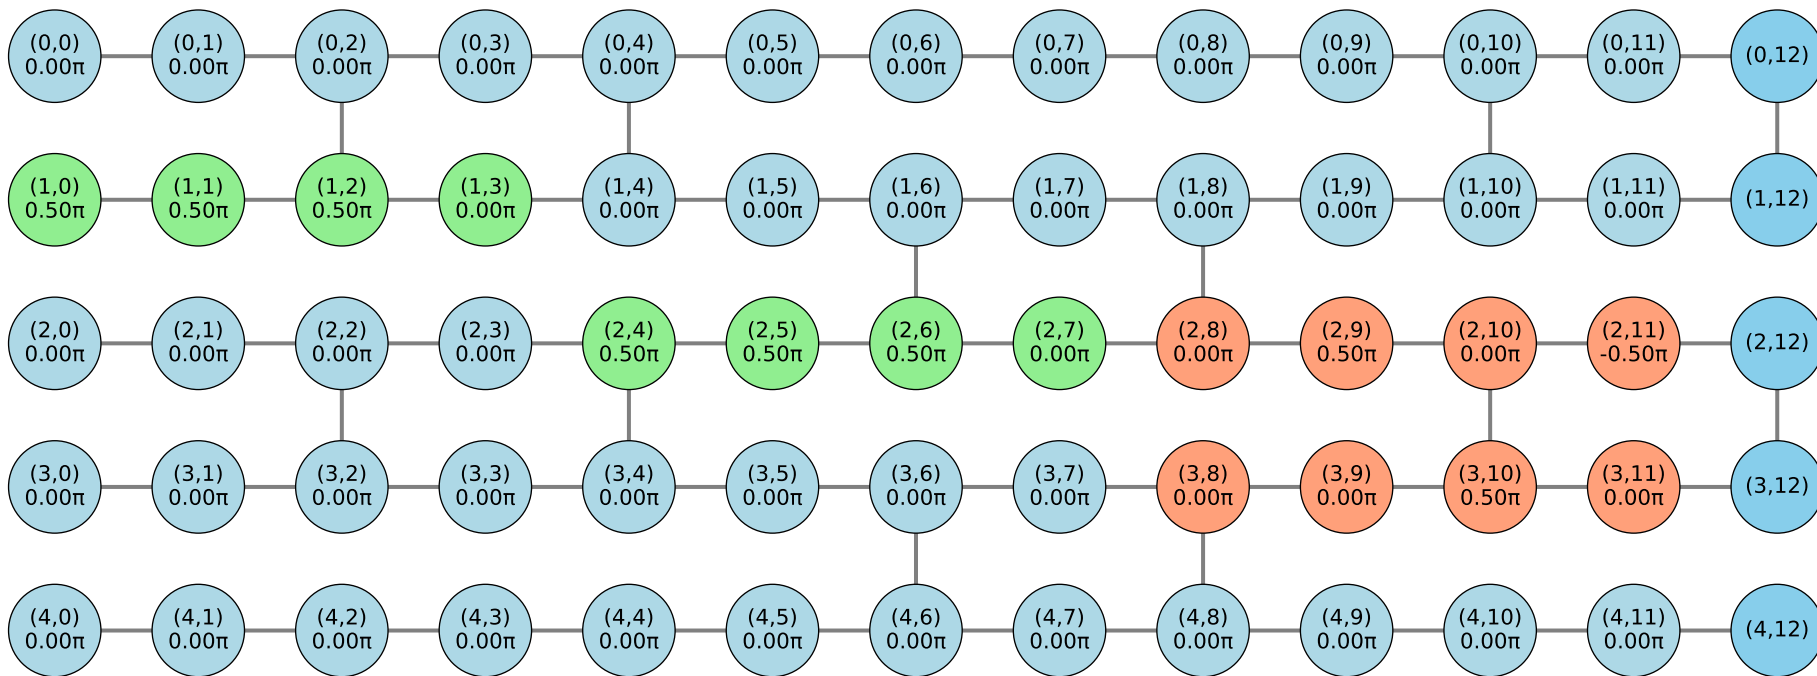 (0,0)
0.00π
(0,1)
0.00π
(0,2)
0.00π
(0,3)
0.00π
(0,4)
0.00π
(0,5)
0.00π
(0,6)
0.00π
(0,7)
0.00π
(0,8)
0.00π
(0,9)
0.00π
(0,10)
0.00π
(0,11)
0.00π
(0,12)
(1,0)
0.50π
(1,1)
0.50π
(1,2)
0.50π
(1,3)
0.00π
(1,4)
0.00π
(1,5)
0.00π
(1,6)
0.00π
(1,7)
0.00π
(1,8)
0.00π
(1,9)
0.00π
(1,10)
0.00π
(1,11)
0.00π
(1,12)
(2,0)
0.00π
(2,1)
0.00π
(2,2)
0.00π
(2,3)
0.00π
(2,4)
0.50π
(2,5)
0.50π
(2,6)
0.50π
(2,7)
0.00π
(2,8)
0.00π
(2,9)
0.50π
(2,10)
0.00π
(2,11)
-0.50π
(2,12)
(3,0)
0.00π
(3,1)
0.00π
(3,2)
0.00π
(3,3)
0.00π
(3,4)
0.00π
(3,5)
0.00π
(3,6)
0.00π
(3,7)
0.00π
(3,8)
0.00π
(3,9)
0.00π
(3,10)
0.50π
(3,11)
0.00π
(3,12)
(4,0)
0.00π
(4,1)
0.00π
(4,2)
0.00π
(4,3)
0.00π
(4,4)
0.00π
(4,5)
0.00π
(4,6)
0.00π
(4,7)
0.00π
(4,8)
0.00π
(4,9)
0.00π
(4,10)
0.00π
(4,11)
0.00π
(4,12)